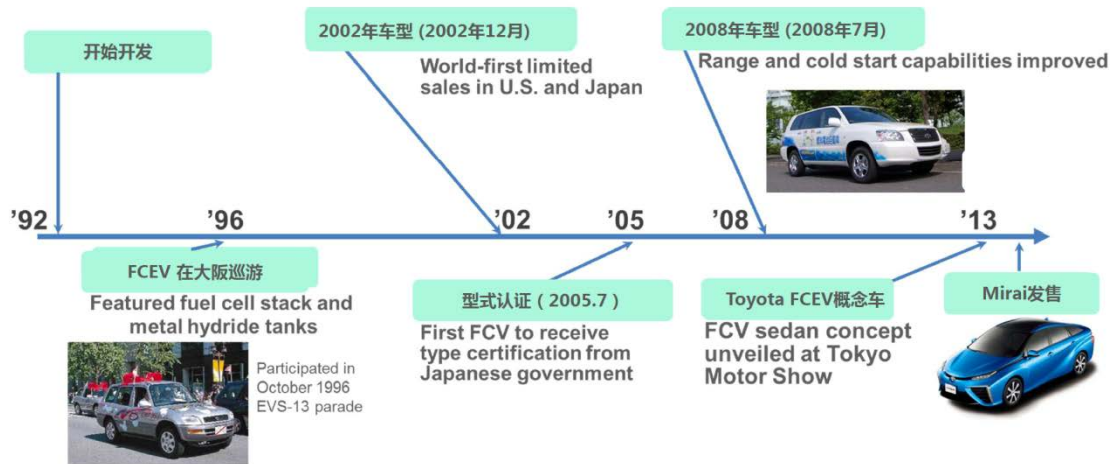 开始开发
2002年车型 (2002年12月)
World-first limited
sales in U.S. and Japan
2008年车型 (2008年7月)
Range and cold start capabilities improved
’92
’96
’02
’05
’08
’13
FCEV 在大阪巡游
Featured fuel cell stack and
metal hydride tanks
Participated in
October 1996
EVS-13 parade
型式认证（2005.7）
First FCV to receive
type certification from
Japanese government
Toyota FCEV概念车
FCV sedan concept
unveiled at Tokyo
Motor Show
Mirai发售